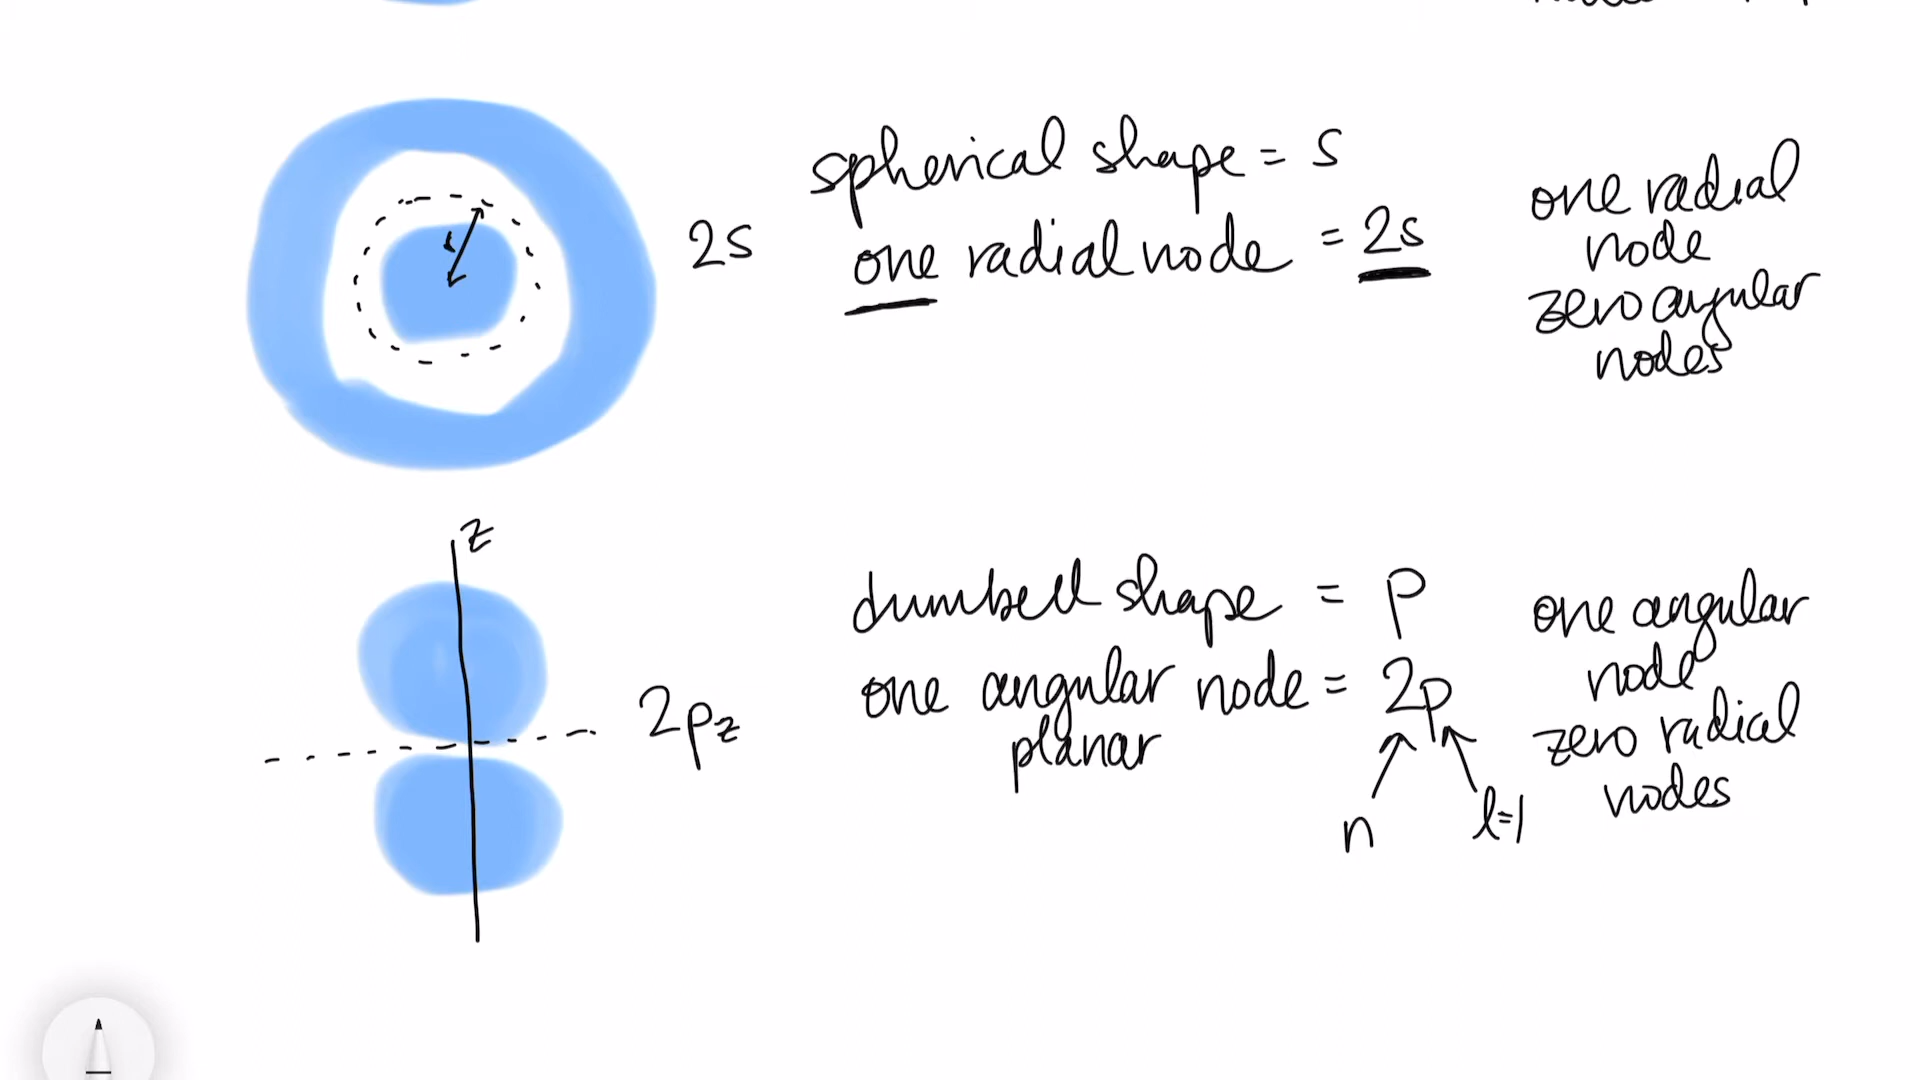 2s
spherical shape = s
one radial node = 2s
one radial
node
zero angular
nodes
z
2pz
dumbell shape = p
one angular node = 2p
planar
n
l=1
one angular
node
zero radical
nodes